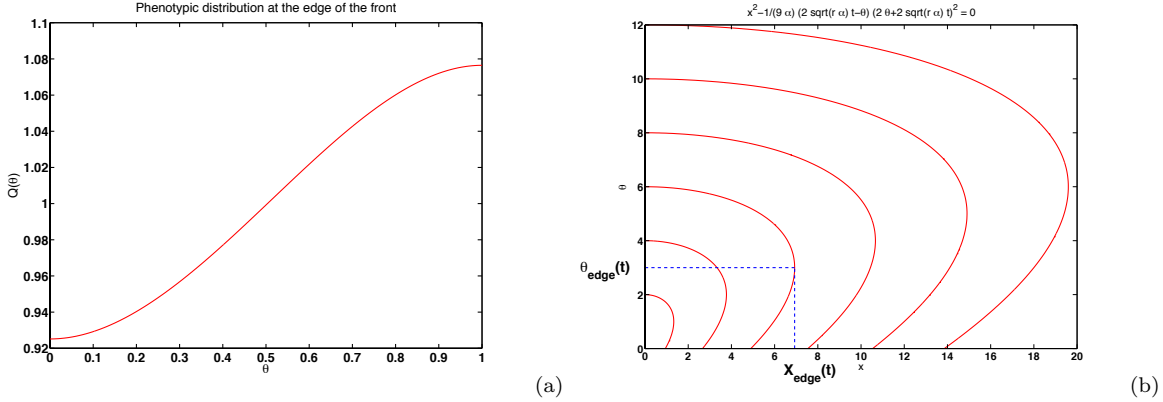 Phenotypic distribution at the edge of the front
1.1
1.08
1.06
1.04
1.02
1
0.98
0.96
0.94
0.92
Q(θ)
0 0.1 0.2 0.3 0.4 0.5 0.6 0.7 0.8 0.9 1
θ
(a)
x²−1/(9 α) (2 sqrt(r α) t−θ) (2 θ+2 sqrt(r α) t)² = 0
12
10
8
6
4
2
0
θ
θedge(t)
0 2 4 6 8 10 12 14 16 18 20
Xedge(t)
x
(b)